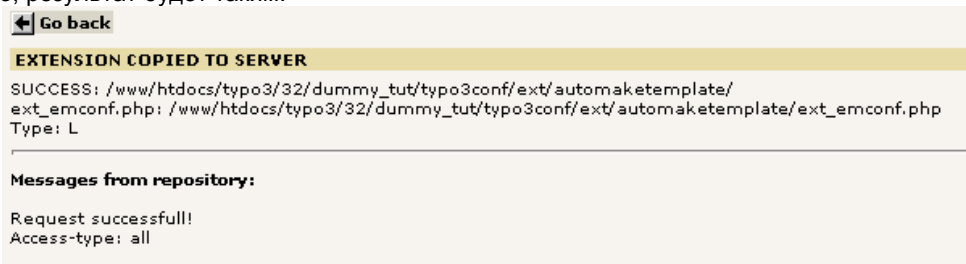 Go back
EXTENSION COPIED TO SERVER
SUCCESS: /www/htdocs/typo3/32/dummy_tut/typo3conf/ext/automaketemplate/
ext_emconf.php: /www/htdocs/typo3/32/dummy_tut/typo3conf/ext/automaketemplate/ext_emconf.php
Type: L
Messages from repository:
Request successfull!
Access-type: all